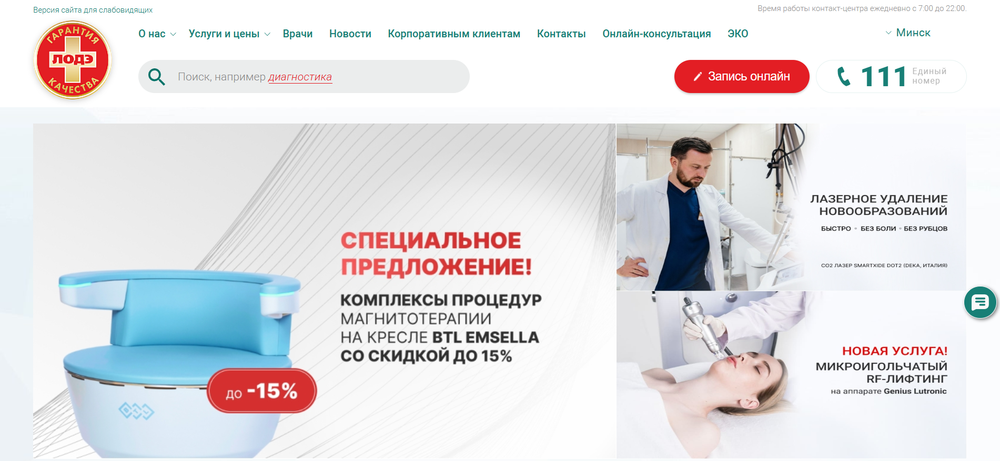 Версия сайта для слабовидящих
Время работы контакт-центра ежедневно с 7:00 до 22:00.
ГАРАНТИЯ
ЛОДЭ
КАЧЕСТВА
О нас Услуги и цены Врачи Новости Корпоративным клиентам Контакты Онлайн-консультация ЭКО
Минск
Поиск, например диагностика
Запись онлайн
111 Единый
номер
СПЕЦИАЛЬНОЕ
ПРЕДЛОЖЕНИЕ!
КОМПЛЕКСЫ ПРОЦЕДУР
МАГНИТОТЕРАПИИ
НА КРЕСЛЕ BTL EMSELLA
СО СКИДКОЙ ДО 15%
до -15%
BTL
ЛАЗЕРНОЕ УДАЛЕНИЕ
НОВООБРАЗОВАНИЙ
БЫСТРО ◦ БЕЗ БОЛИ ◦ БЕЗ РУБЦОВ
СО2 ЛАЗЕР SMARTXIDE DOT2 (DEKA, ИТАЛИЯ)
НОВАЯ УСЛУГА!
МИКРОИГОЛЬЧАТЫЙ
RF-ЛИФТИНГ
на аппарате Genius Lutronic